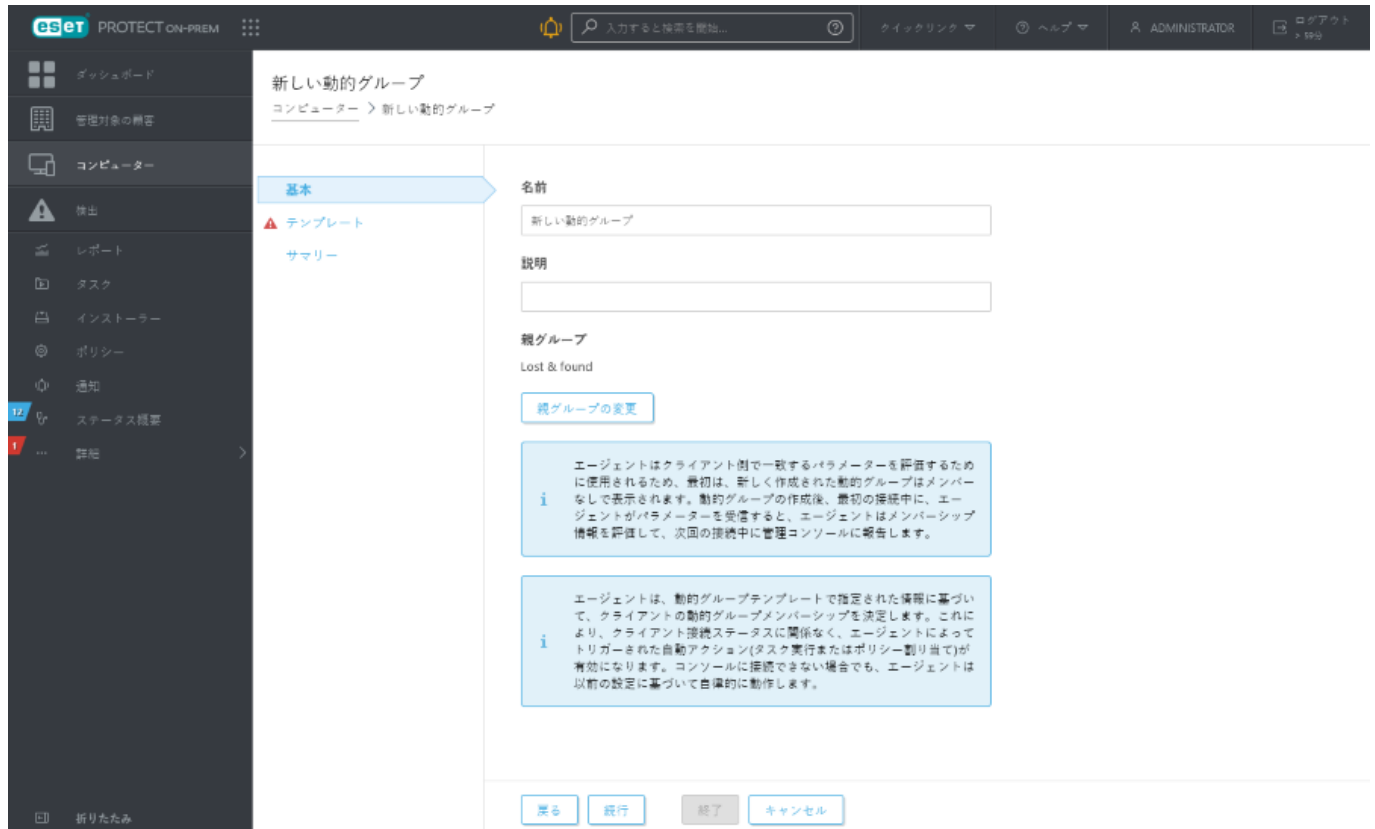 eset PROTECT ON-PREM
入力すると検索を開始...
クイックリンク
ヘルプ
ADMINISTRATOR
ログアウト
> 59分
ダッシュボード
管理対象の顧客
コンピューター
検出
レポート
タスク
インストーラー
ポリシー
通知
12
ステータス概要
1
詳細
折りたたみ
新しい動的グループ
コンピューター > 新しい動的グループ
基本
テンプレート
サマリー
名前
新しい動的グループ
説明
親グループ
Lost & found
親グループの変更
エージェントはクライアント側で一致するパラメーターを評価するため
に使用されるため、最初は、新しく作成された動的グループはメンバー
なしで表示されます。動的グループの作成後、最初の接続中に、エー
ジェントがパラメーターを受信すると、エージェントはメンバーシップ
情報を評価して、次回の接続中に管理コンソールに報告します。
エージェントは、動的グループテンプレートで指定された情報に基づい
て、クライアントの動的グループメンバーシップを決定します。これに
より、クライアント接続ステータスに関係なく、エージェントによって
トリガーされた自動アクション(タスク実行またはポリシー割り当て)が
有効になります。コンソールに接続できない場合でも、エージェントは
以前の設定に基づいて自律的に動作します。
戻る
続行
終了
キャンセル